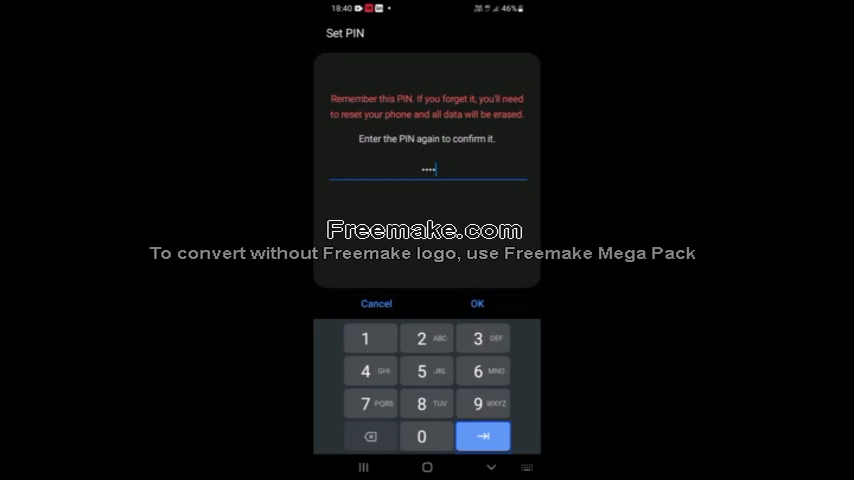 18:40
46%
Set PIN
Remember this PIN. If you forget it, you'll need
to reset your phone and all data will be erased.
Enter the PIN again to confirm it.
••••
Freemake.com
To convert without Freemake logo, use Freemake Mega Pack
Cancel OK
1 2 ABC 3 DEF
4 GHI 5 JKL 6 MNO
7 PQRS 8 TUV 9 WXYZ
0